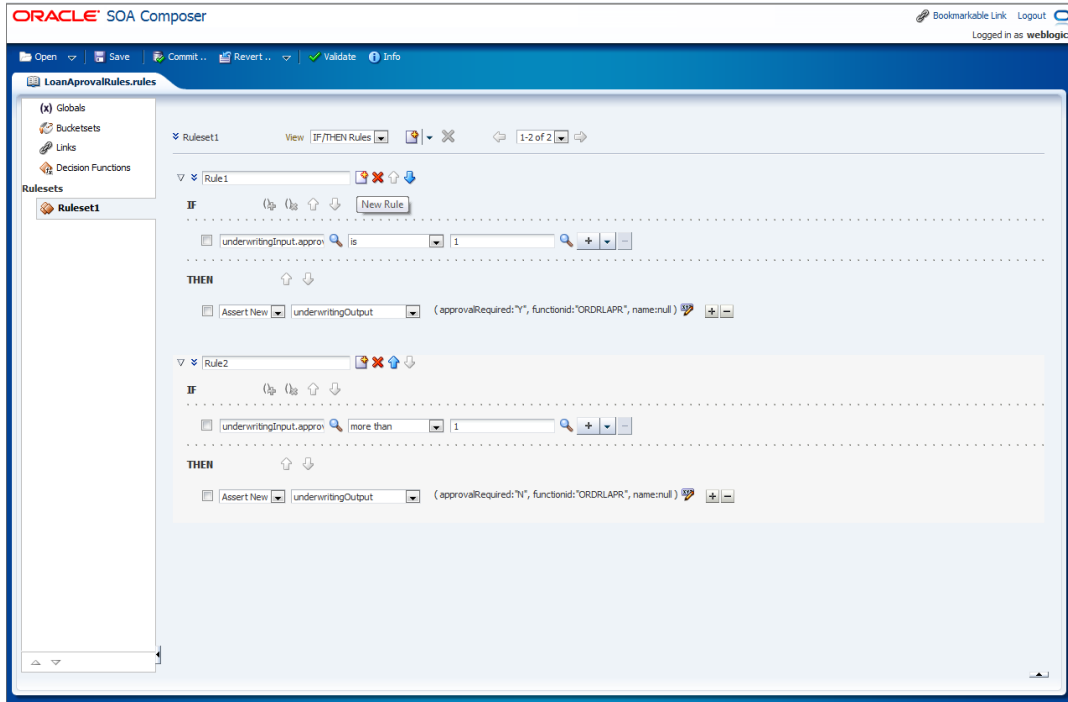 ORACLE SOA Composer
Bookmarkable Link Logout
Logged in as weblogic
Open Save Commit .. Revert .. Validate Info
LoanAprovalRules.rules
(x) Globals
Bucketsets
Links
Decision Functions
Rulesets
Ruleset1
Ruleset1 View IF/THEN Rules 1-2 of 2
Rule1
IF New Rule
underwritingInput.approv is 1
THEN
Assert New underwritingOutput ( approvalRequired:"Y", functionid:"ORDRLAPR", name:null )
Rule2
IF
underwritingInput.approv more than 1
THEN
Assert New underwritingOutput ( approvalRequired:"N", functionid:"ORDRLAPR", name:null )